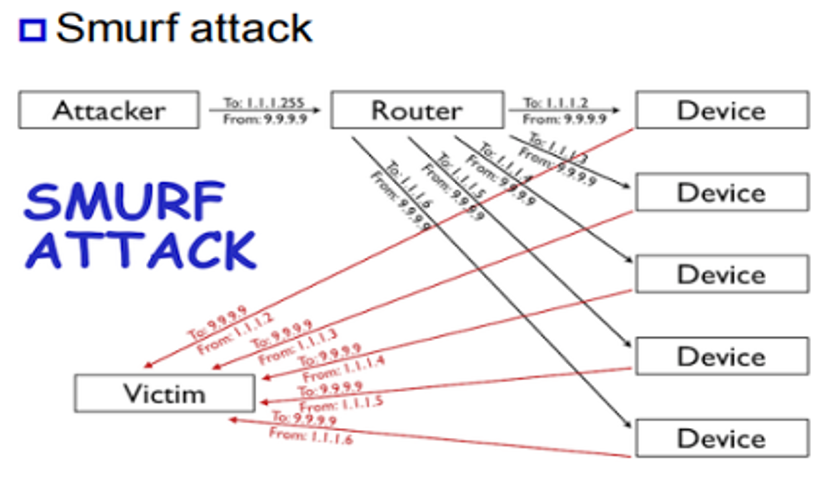 Smurf attack
Attacker
To: 1.1.1.255
From: 9.9.9.9
Router
To: 1.1.1.2
From: 9.9.9.9
Device
To: 1.1.1.3
From: 9.9.9.9
Device
To: 1.1.1.4
From: 9.9.9.9
Device
To: 1.1.1.5
From: 9.9.9.9
Device
To: 1.1.1.6
From: 9.9.9.9
Device
SMURF
ATTACK
To: 9.9.9.9
From: 1.1.1.2
To: 9.9.9.9
From: 1.1.1.3
To: 9.9.9.9
From: 1.1.1.4
To: 9.9.9.9
From: 1.1.1.5
To: 9.9.9.9
From: 1.1.1.6
Victim